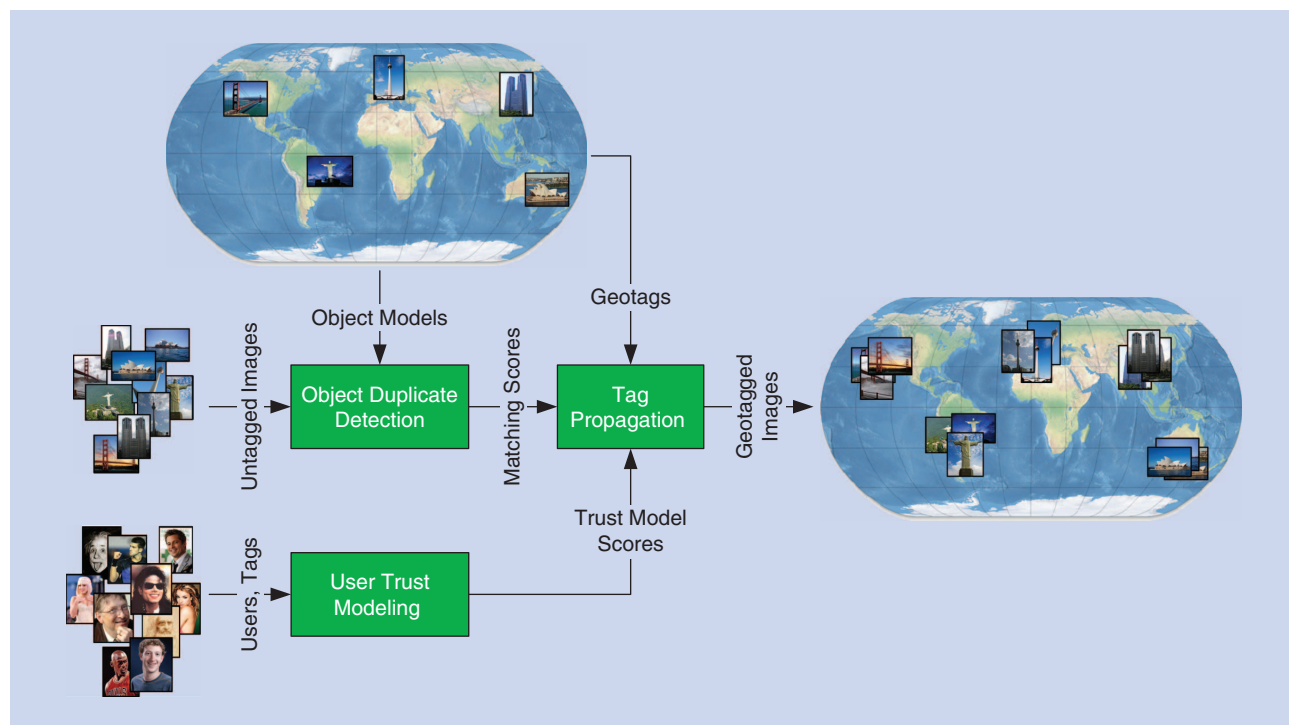 Geotags
Object Models
Untagged Images
Object Duplicate
Detection
Matching Scores
Tag
Propagation
Geotagged
Images
Trust Model
Scores
Users, Tags
User Trust
Modeling